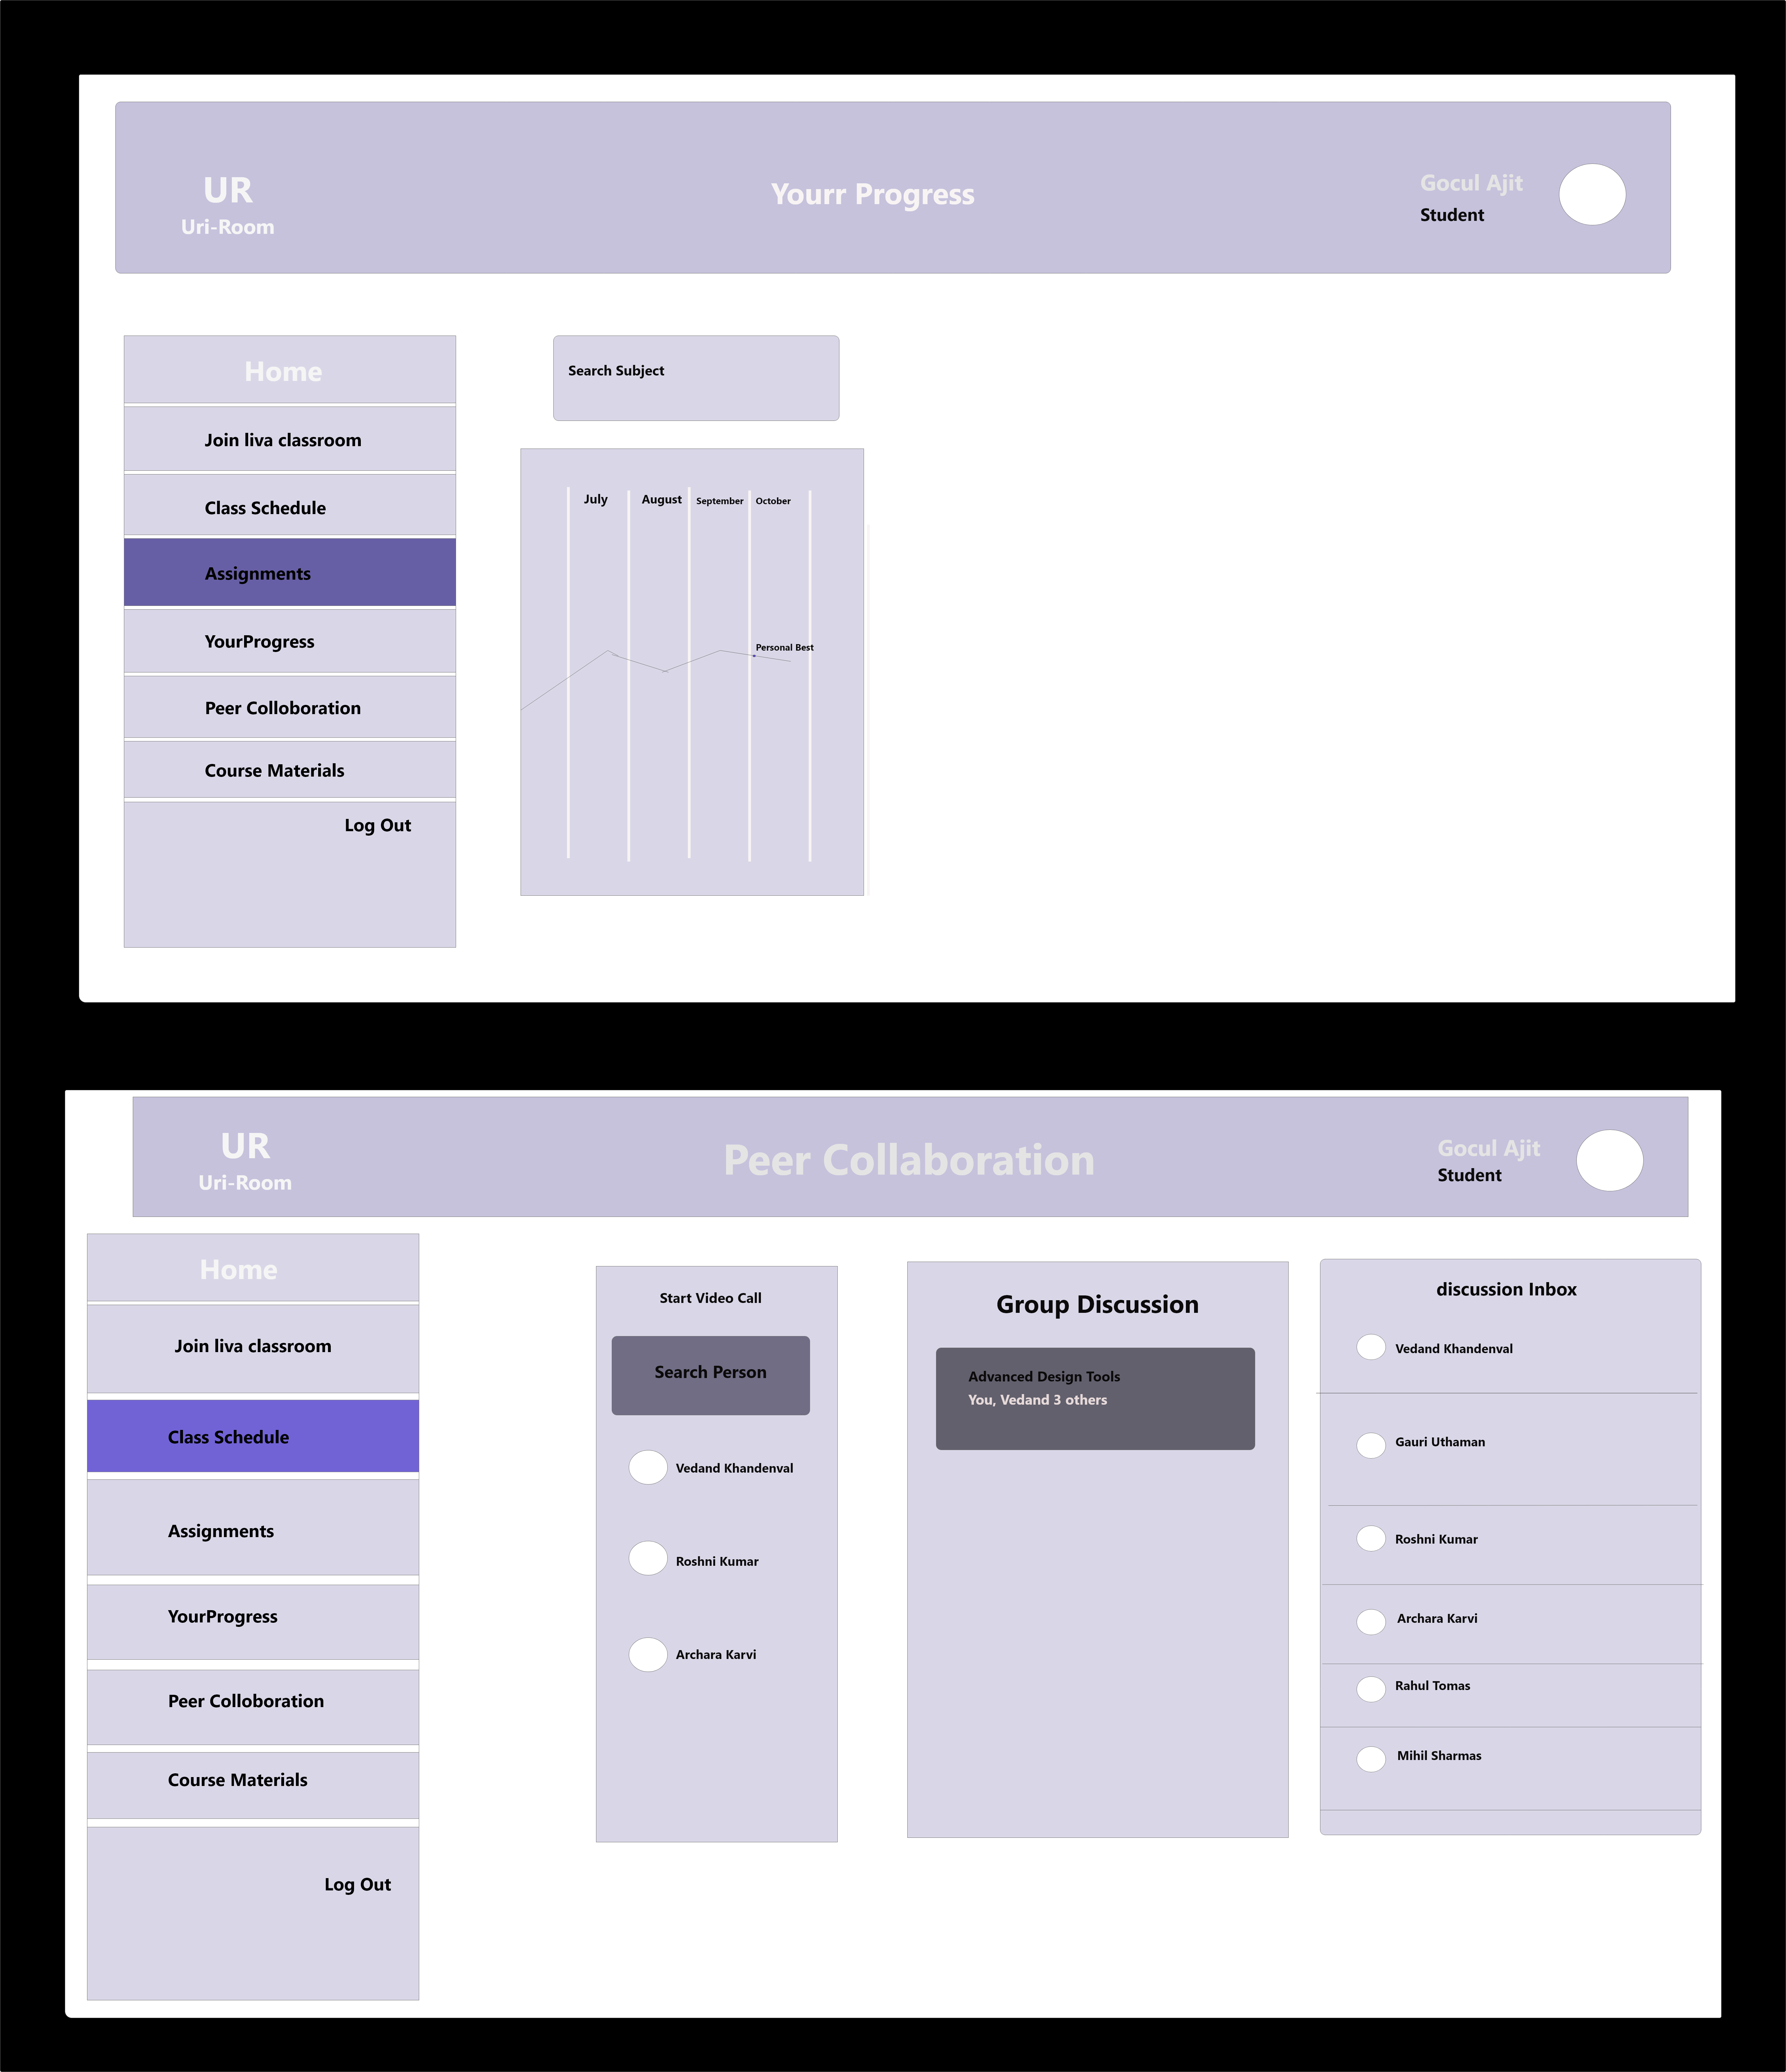 UR
Uri-Room
Yourr Progress
Gocul Ajit
Student
Home
Join liva classroom
Class Schedule
Assignments
YourProgress
Peer Colloboration
Course Materials
Log Out
Search Subject
July August September October
Personal Best
UR
Uri-Room
Peer Collaboration
Gocul Ajit
Student
Home
Join liva classroom
Class Schedule
Assignments
YourProgress
Peer Colloboration
Course Materials
Log Out
Start Video Call
Search Person
Vedand Khandenval
Roshni Kumar
Archara Karvi
Group Discussion
Advanced Design Tools
You, Vedand 3 others
discussion Inbox
Vedand Khandenval
Gauri Uthaman
Roshni Kumar
Archara Karvi
Rahul Tomas
Mihil Sharmas